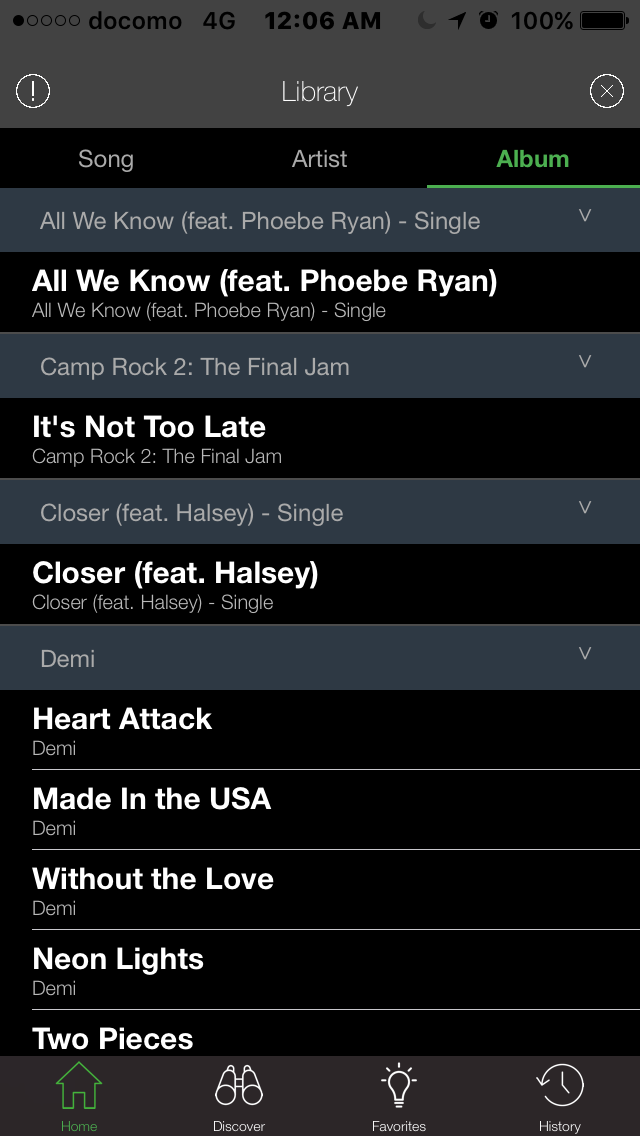 docomo 4G 12:06 AM 100%
Library
Song Artist Album
All We Know (feat. Phoebe Ryan) - Single
All We Know (feat. Phoebe Ryan)
All We Know (feat. Phoebe Ryan) - Single
Camp Rock 2: The Final Jam
It's Not Too Late
Camp Rock 2: The Final Jam
Closer (feat. Halsey) - Single
Closer (feat. Halsey)
Closer (feat. Halsey) - Single
Demi
Heart Attack
Demi
Made In the USA
Demi
Without the Love
Demi
Neon Lights
Demi
Two Pieces
Home Discover Favorites History